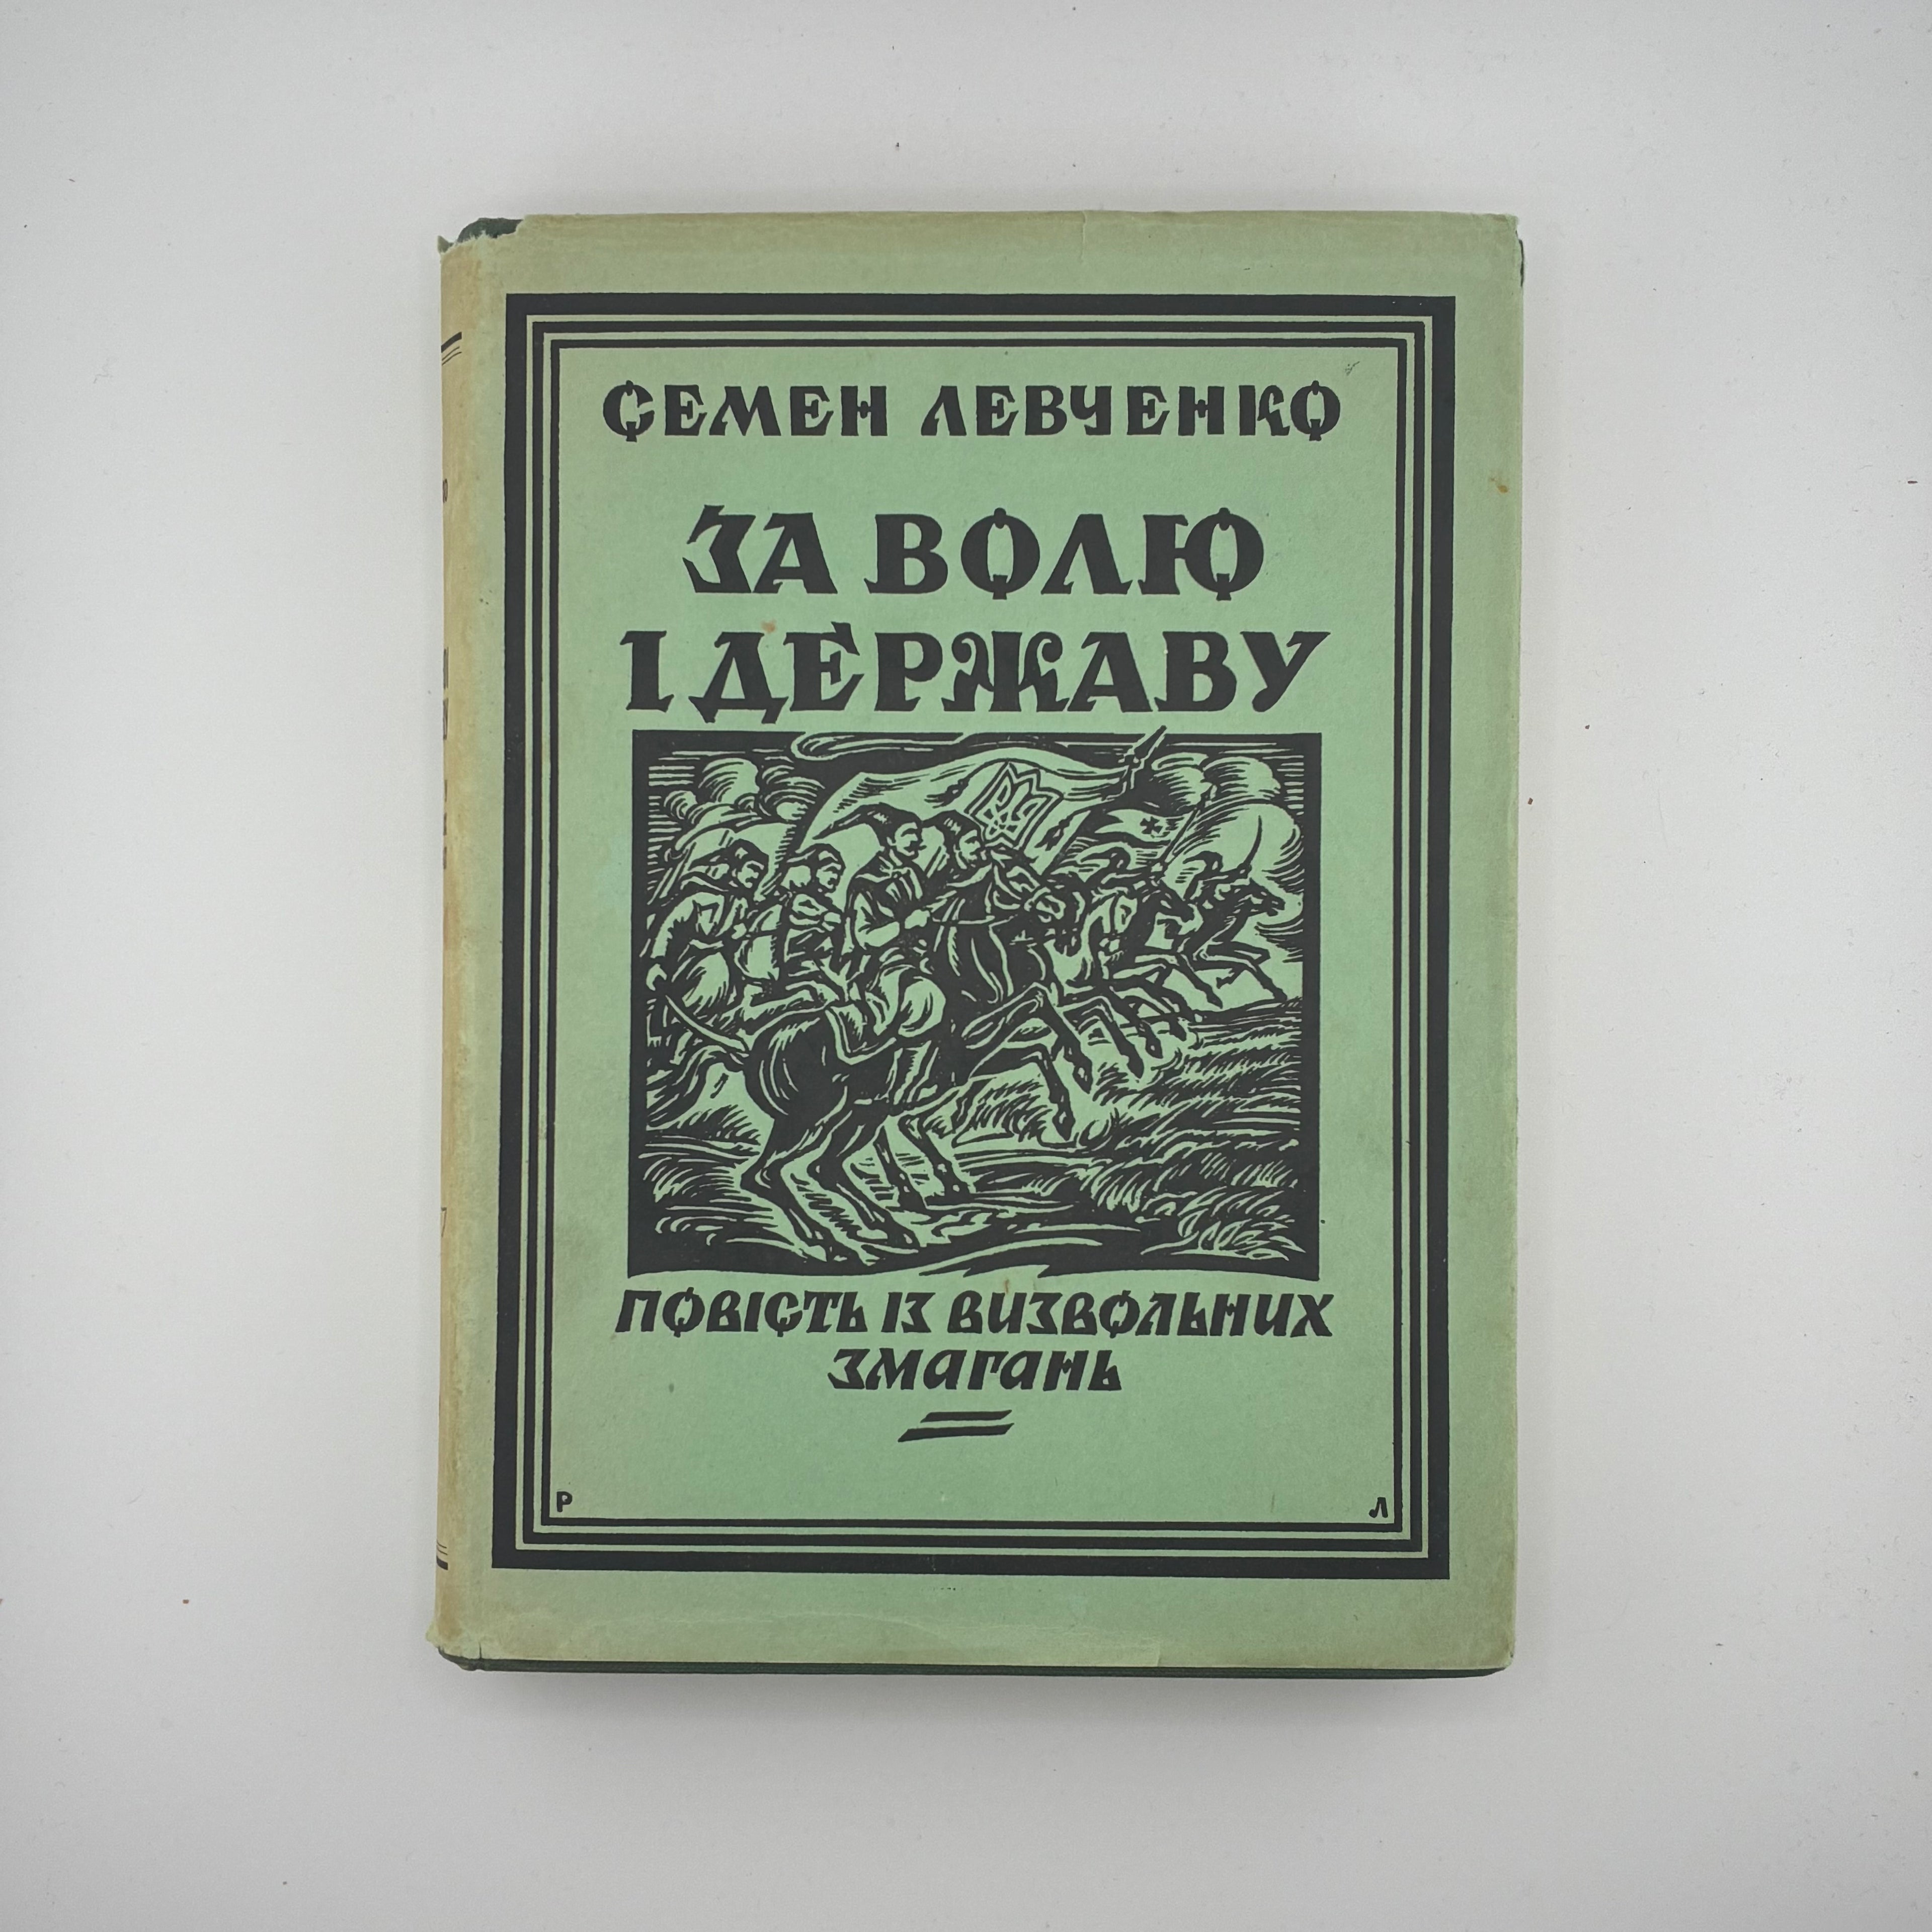 СЕМЕН ЛЕВЧЕНКО
ЗА ВОЛЮ
І ДЕРЖАВУ
ПОВІСТЬ ІЗ ВИЗВОЛЬНИХ
ЗМАГАНЬ
Р Л